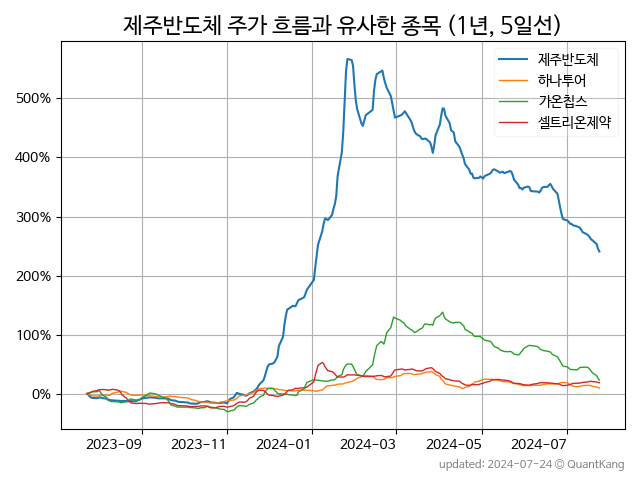 제주반도체 주가 흐름과 유사한 종목 (1년, 5일선)
제주반도체
하나투어
가온칩스
셀트리온제약
500%
400%
300%
200%
100%
0%
2023-09 2023-11 2024-01 2024-03 2024-05 2024-07
updated: 2024-07-24 © QuantKang